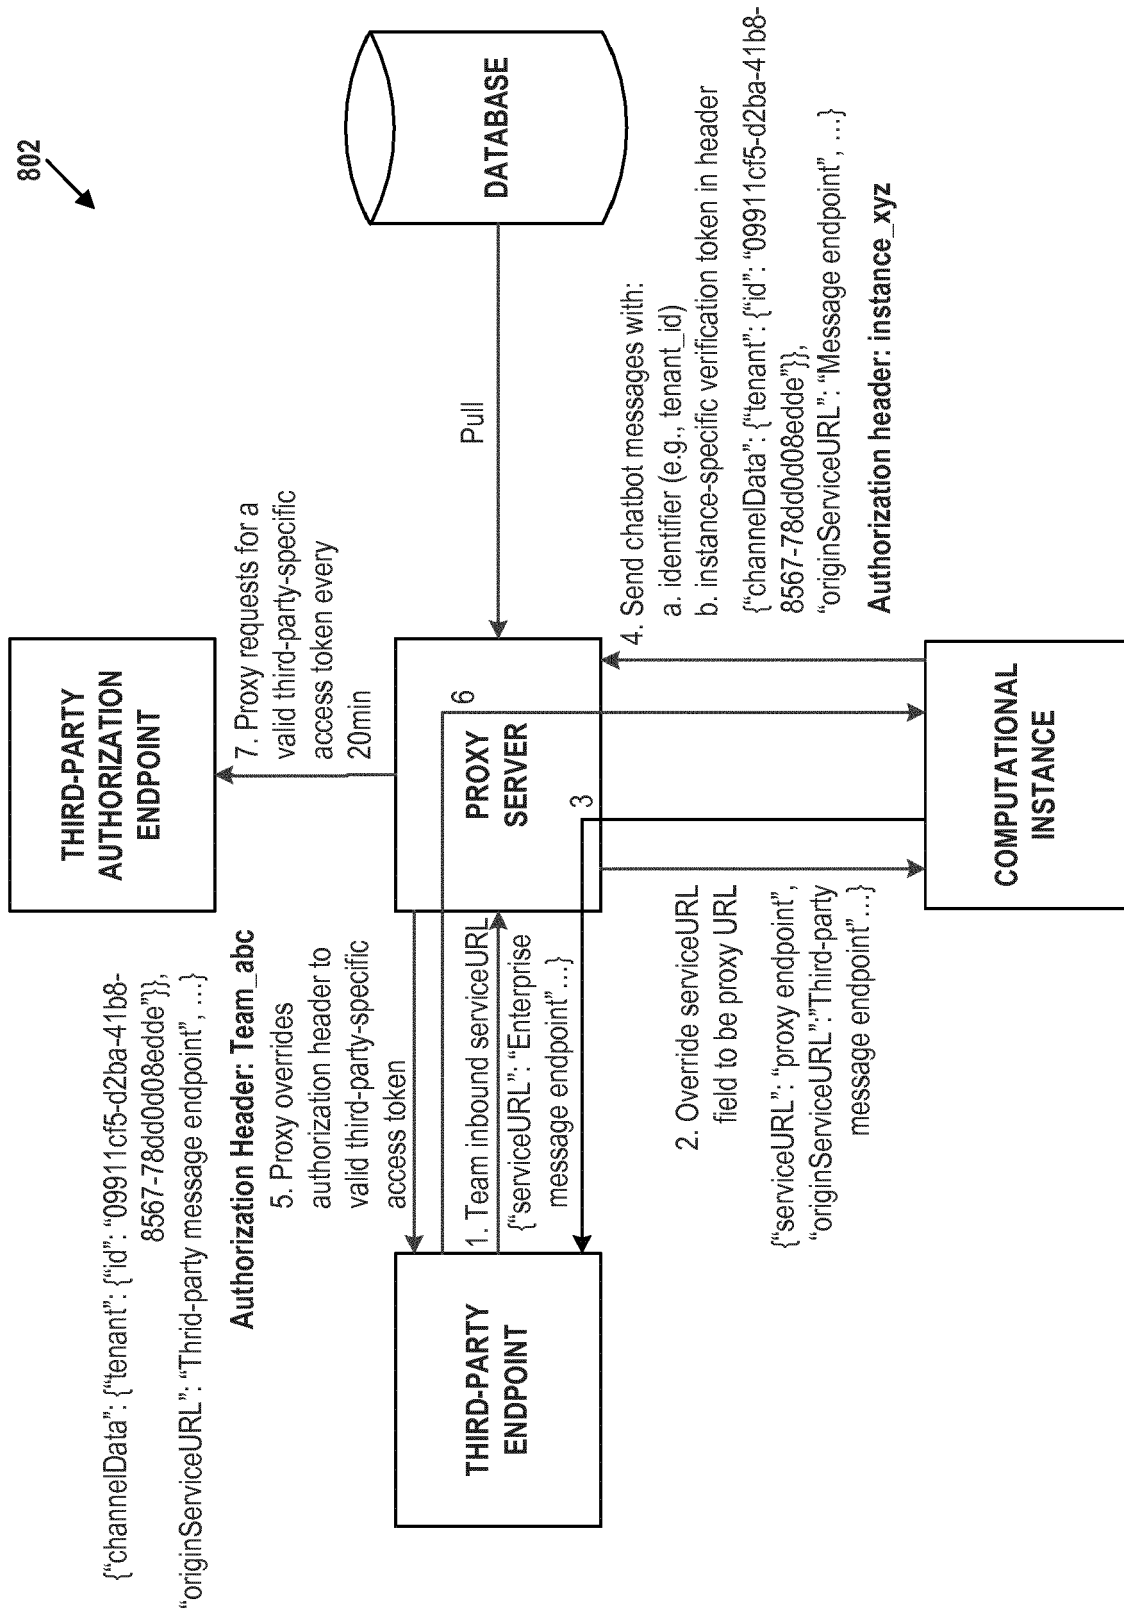 802
{“channelData”: {“tenant”: {“id”: “09911cf5-d2ba-41b8-
8567-78dd0d08edde”}},
“originServiceURL”: “Thrid-party message endpoint”, ...}
Authorization Header: Team_abc
5. Proxy overrides
authorization header to
valid third-party-specific
access token
THIRD-PARTY
AUTHORIZATION
ENDPOINT
7. Proxy requests for a
valid third-party-specific
access token every
20min
THIRD-PARTY
ENDPOINT
1. Team inbound serviceURL
{“serviceURL”: “Enterprise
message endpoint”...}
PROXY
SERVER
6
3
Pull
DATABASE
2. Override serviceURL
field to be proxy URL
{“serviceURL”: “proxy endpoint”,
“originServiceURL”:”Third-party
message endpoint”...}
4. Send chatbot messages with:
a. identifier (e.g., tenant_id)
b. instance-specific verification token in header
{“channelData”: {“tenant”: {“id”: “09911cf5-d2ba-41b8-
8567-78dd0d08edde”}},
“originServiceURL”: “Message endpoint”, ...}
Authorization header: instance_xyz
COMPUTATIONAL
INSTANCE